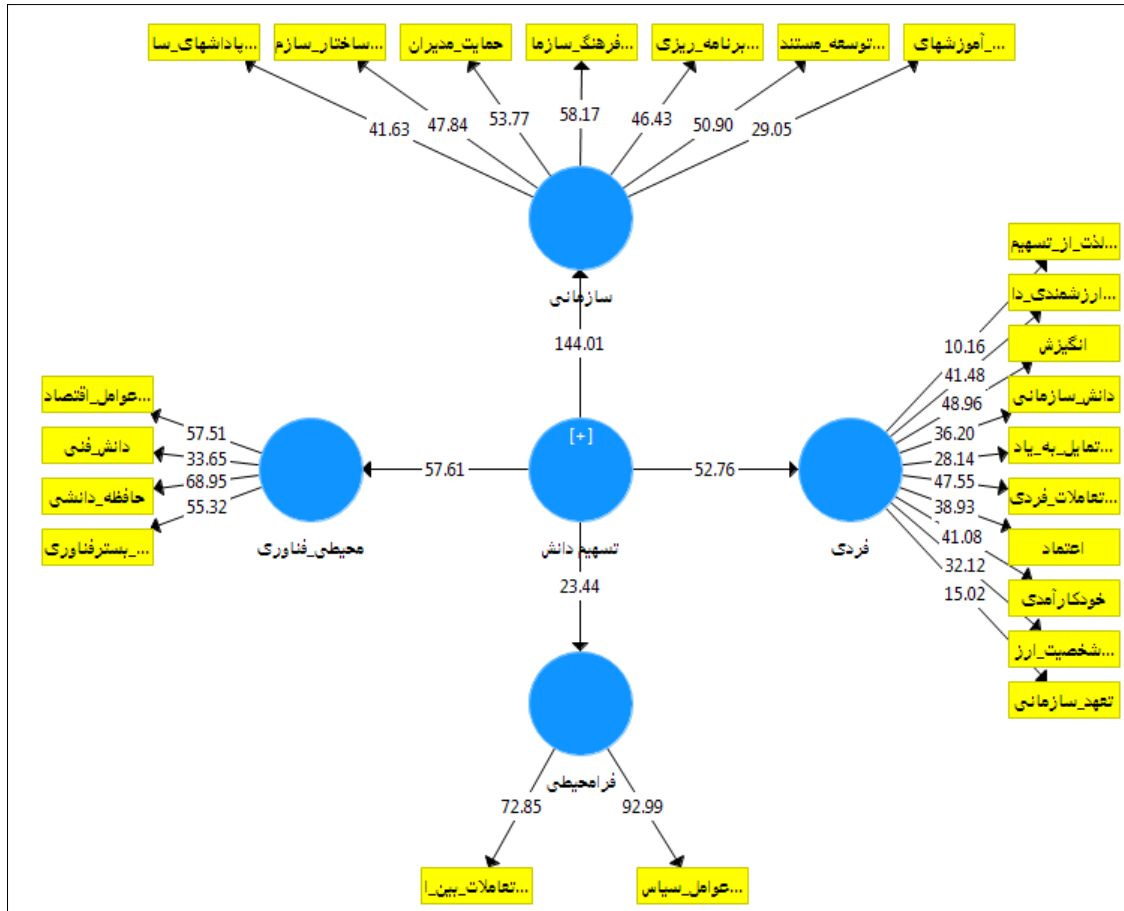 پاداشهای_سا...
ساختار_سازم...
حمایت_مدیران
فرهنگ_سازما...
برنامه_ریزی...
توسعه_مستند...
آموزشهای_...
41.63
47.84
53.77
58.17
46.43
50.90
29.05
سازمانی
144.01
لذت_از_تسهیم...
ارزشمندی_دا...
انگیزش
دانش_سازمانی
تمایل_به_یاد...
تعاملات_فردی...
اعتماد
خودکارآمدی
شخصیت_ارز...
تعهد_سازمانی
10.16
41.48
48.96
36.20
28.14
47.55
38.93
41.08
32.12
15.02
فردی
52.76
[+]
تسهیم دانش
57.61
محیطی_فناوری
عوامل_اقتصاد...
دانش_فنی
حافظه_دانشی
بسترفناوری_...
57.51
33.65
68.95
55.32
23.44
فرامحیطی
72.85
92.99
تعاملات_بین_ا...
عوامل_سیاس...